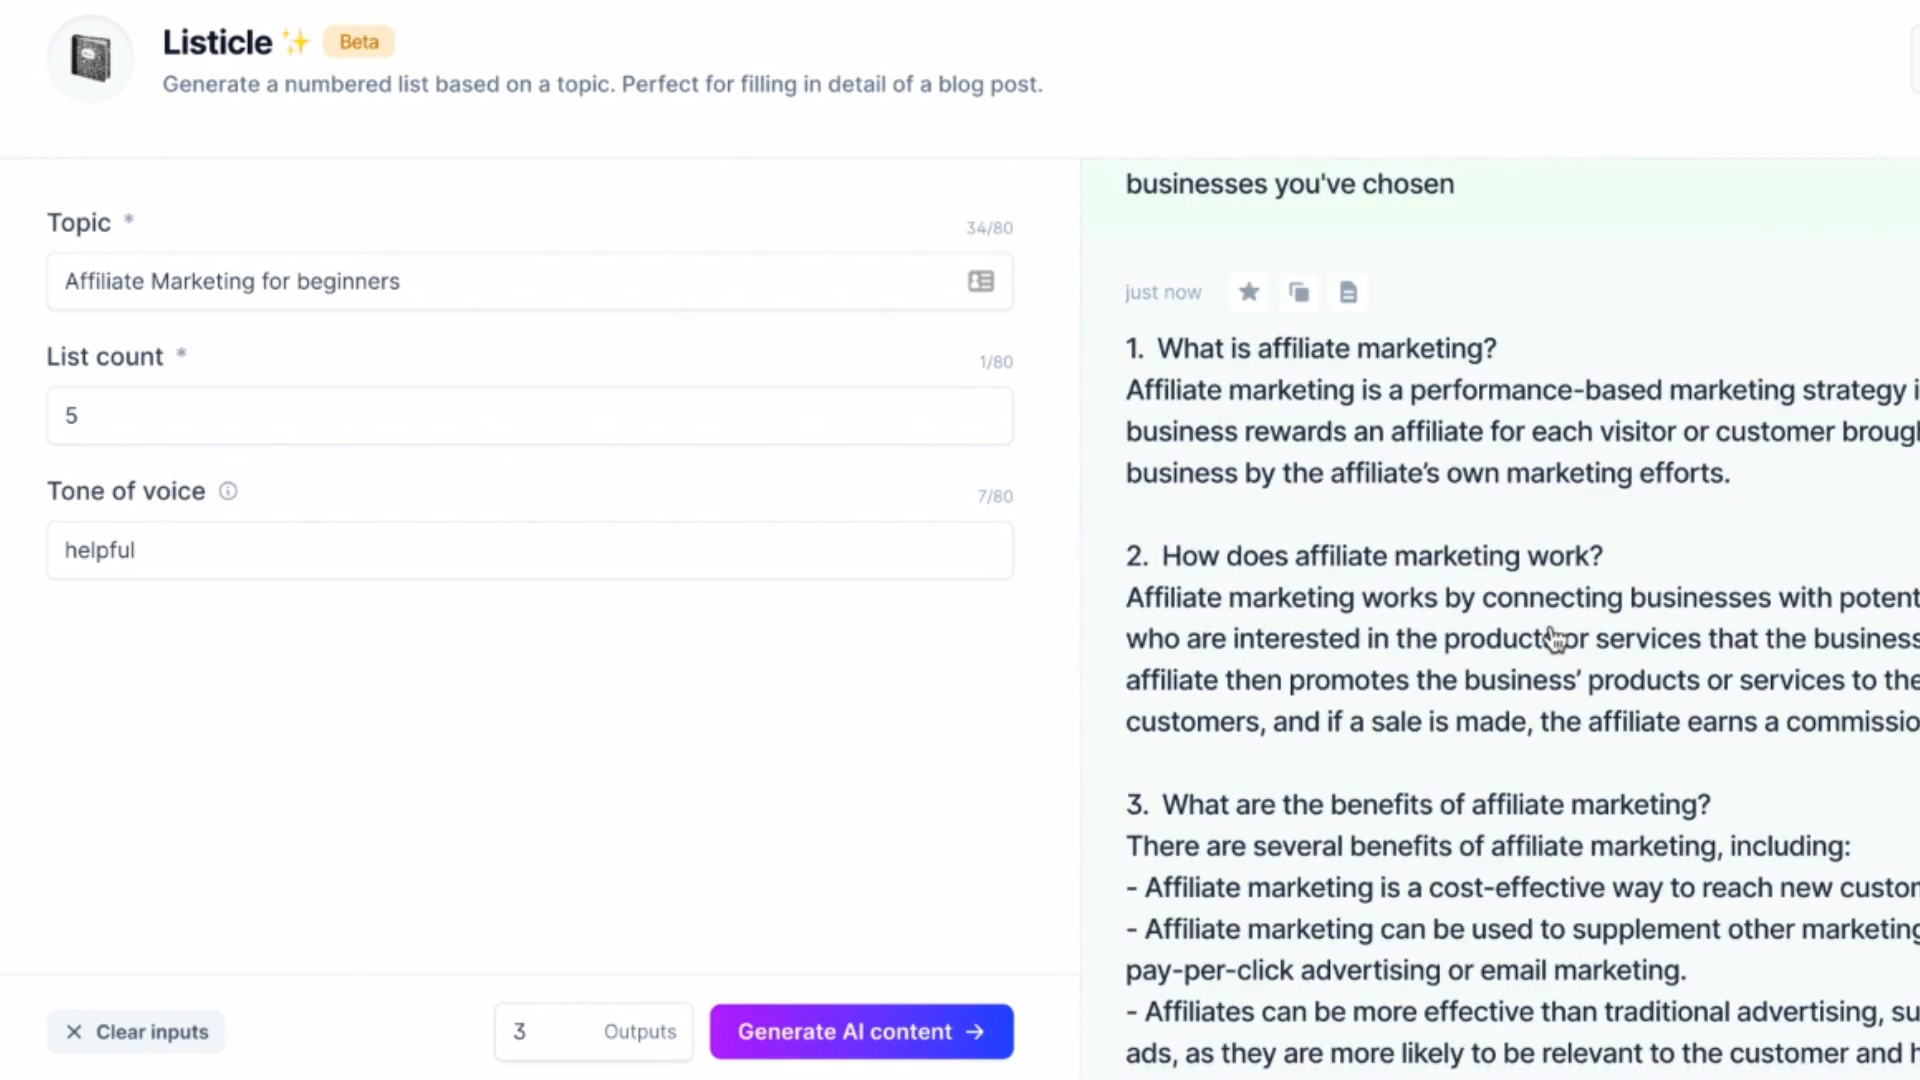 Listicle ✨ Beta
Generate a numbered list based on a topic. Perfect for filling in detail of a blog post.
Topic *
34/80
Affiliate Marketing for beginners
List count *
1/80
5
Tone of voice
7/80
helpful
Clear inputs
3 Outputs
Generate AI content →
businesses you've chosen
just now
1. What is affiliate marketing?
Affiliate marketing is a performance-based marketing strategy
business rewards an affiliate for each visitor or customer
business by the affiliate’s own marketing efforts.
2. How does affiliate marketing work?
Affiliate marketing works by connecting businesses with
who are interested in the product or services that the business
affiliate then promotes the business’ products or services to
customers, and if a sale is made, the affiliate earns a
3. What are the benefits of affiliate marketing?
There are several benefits of affiliate marketing, including:
- Affiliate marketing is a cost-effective way to reach new
- Affiliate marketing can be used to supplement other marketing
pay-per-click advertising or email marketing.
- Affiliates can be more effective than traditional advertising,
ads, as they are more likely to be relevant to the customer and